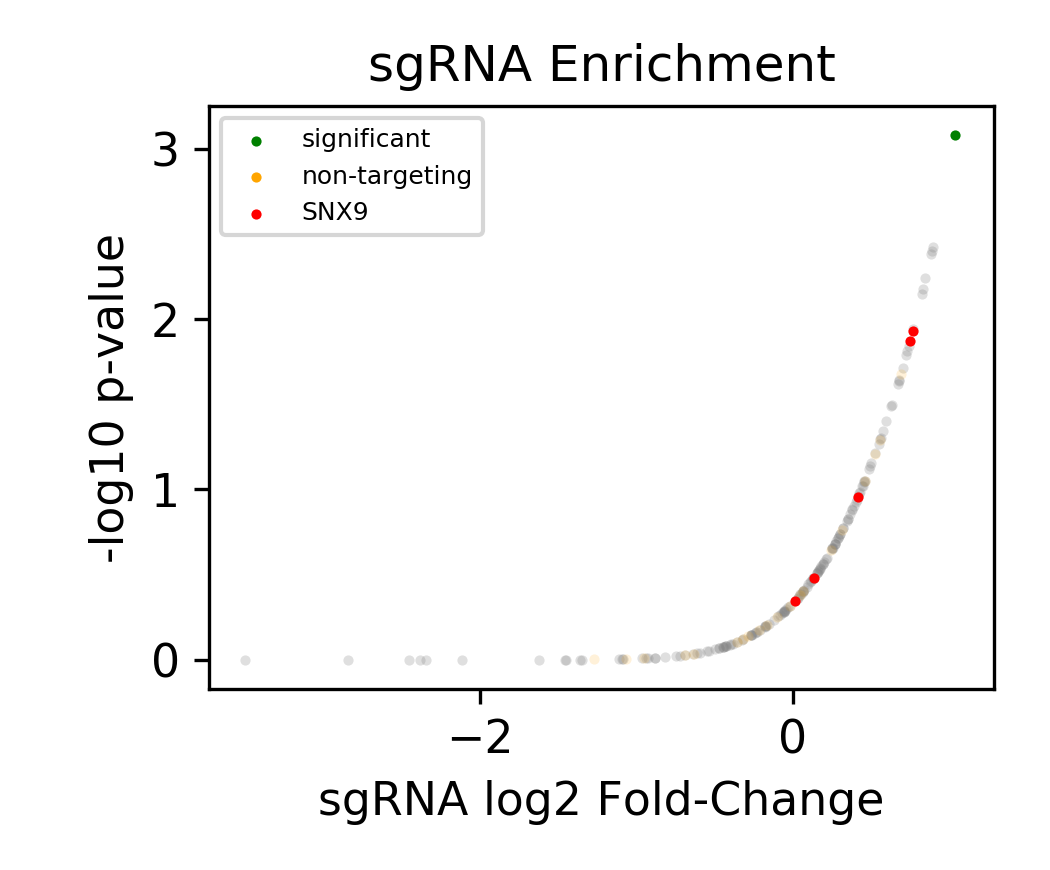 sgRNA Enrichment
significant
non-targeting
SNX9
3
2
1
0
-log10 p-value
−2
0
sgRNA log2 Fold-Change